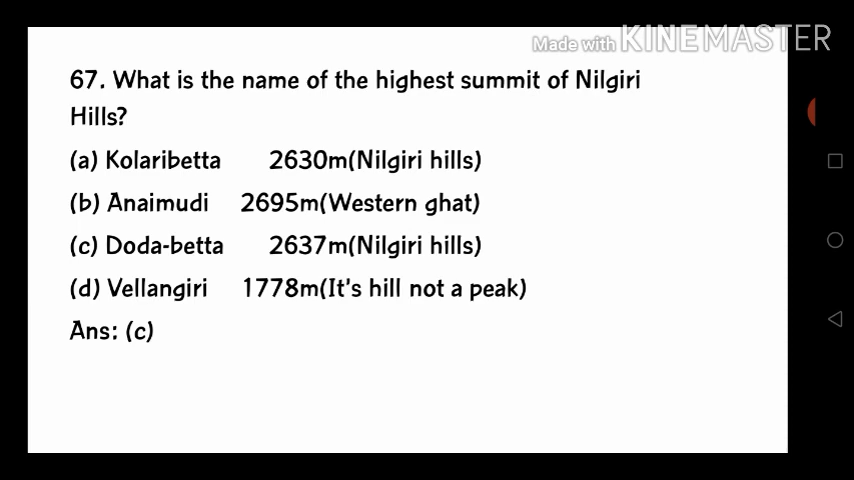 Made with KINEMASTER
67. What is the name of the highest summit of Nilgiri
Hills?
(a) Kolaribetta 2630m(Nilgiri hills)
(b) Anaimudi 2695m(Western ghat)
(c) Doda-betta 2637m(Nilgiri hills)
(d) Vellangiri 1778m(It's hill not a peak)
Ans: (c)